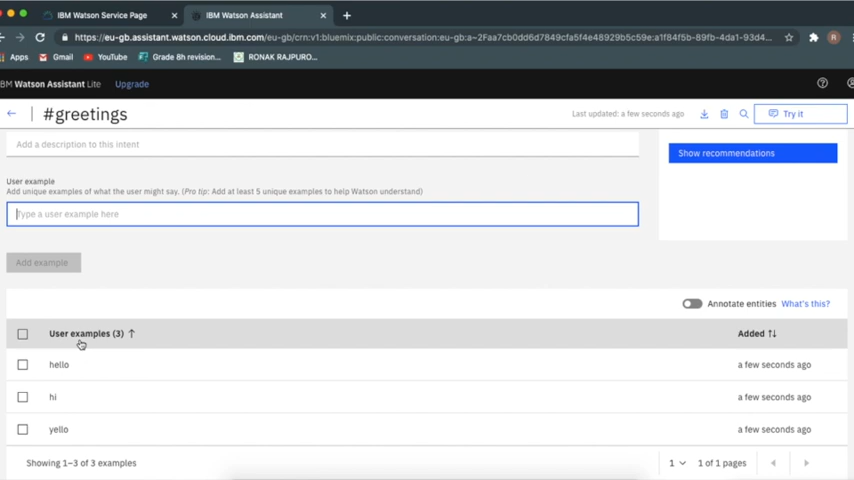 IBM Watson Service Page
IBM Watson Assistant
https://eu-gb.assistant.watson.cloud.ibm.com/eu-gb/crn:v1:bluemix:public:conversation:eu-gb:a~2Faa7cb0dd6d7849cfa5f4e48929b5c59e:a1f84f5b-89fb-4da1-93d4...
R
Apps
Gmail
YouTube
Grade 8h revision...
RONAK RAJPURO...
IBM Watson Assistant Lite
Upgrade
#greetings
Last updated: a few seconds ago
Try it
Add a description to this intent
Show recommendations
User example
Add unique examples of what the user might say. (Pro tip: Add at least 5 unique examples to help Watson understand)
Type a user example here
Add example
Annotate entities What's this?
User examples (3)
Added
hello
a few seconds ago
hi
a few seconds ago
yello
a few seconds ago
Showing 1–3 of 3 examples
1
1 of 1 pages